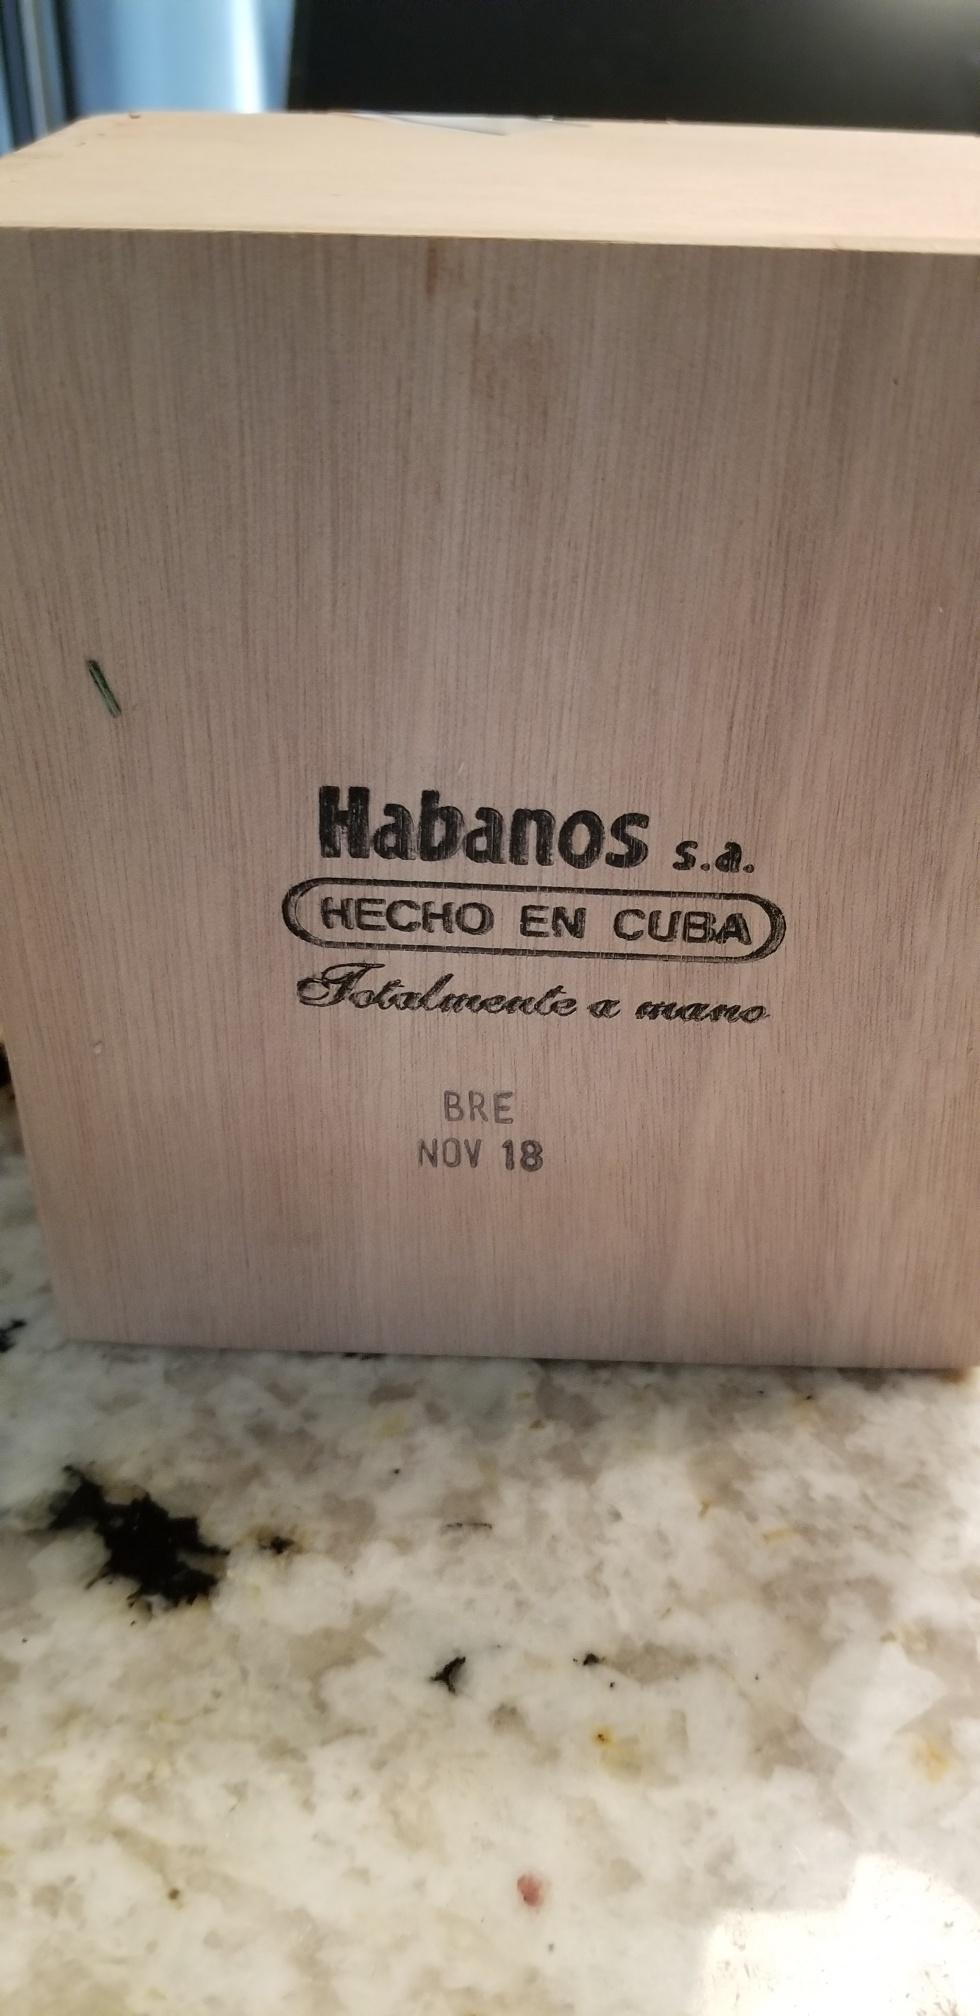 Habanos s.a.
HECHO EN CUBA
Totalmente a mano
BRE
NOV 18